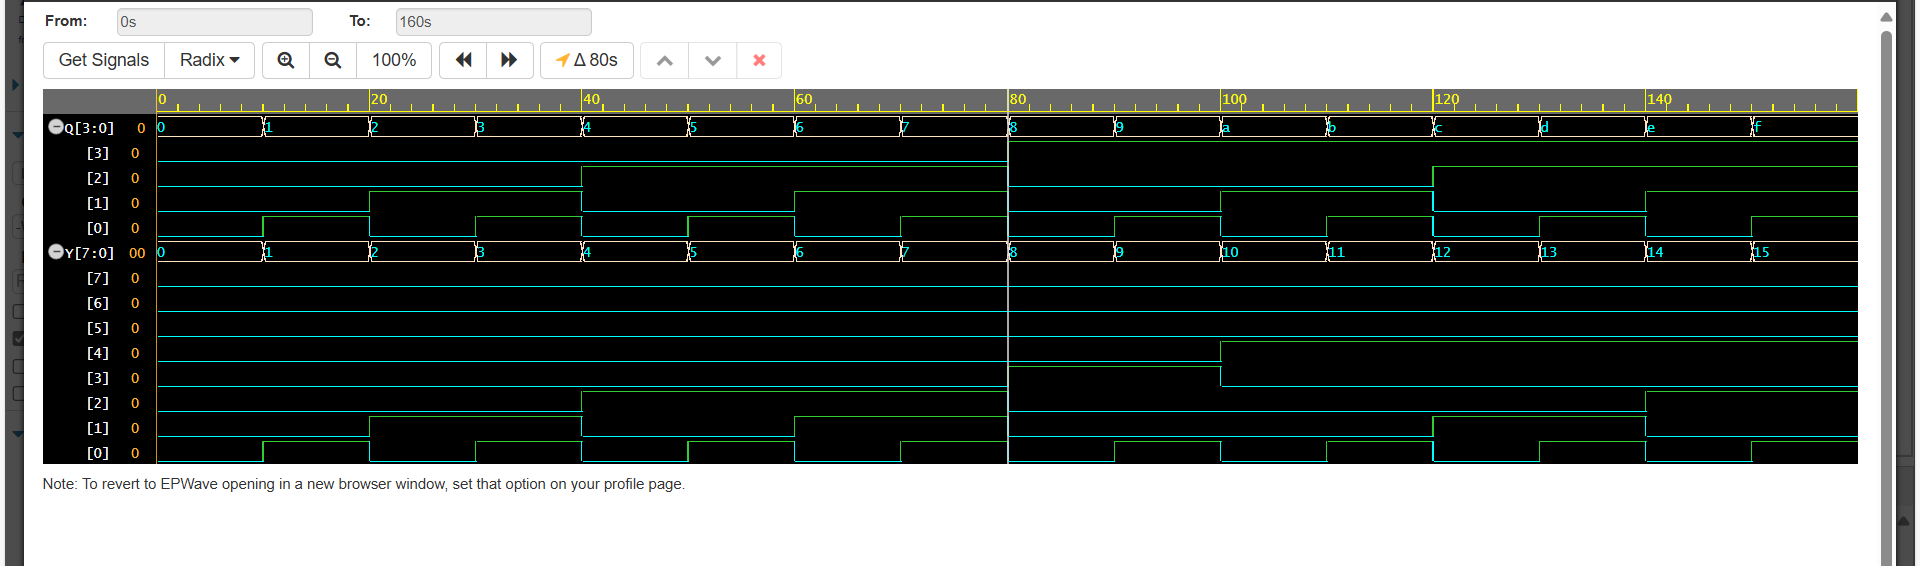 From: 0s To: 160s
Get Signals Radix 100% Δ 80s
0 20 40 60 80 100 120 140
Q[3:0] 0 0 1 2 3 4 5 6 7 8 9 a b c d e f
[3] 0
[2] 0
[1] 0
[0] 0
Y[7:0] 00 0 1 2 3 4 5 6 7 8 9 10 11 12 13 14 15
[7] 0
[6] 0
[5] 0
[4] 0
[3] 0
[2] 0
[1] 0
[0] 0
Note: To revert to EPWave opening in a new browser window, set that option on your profile page.